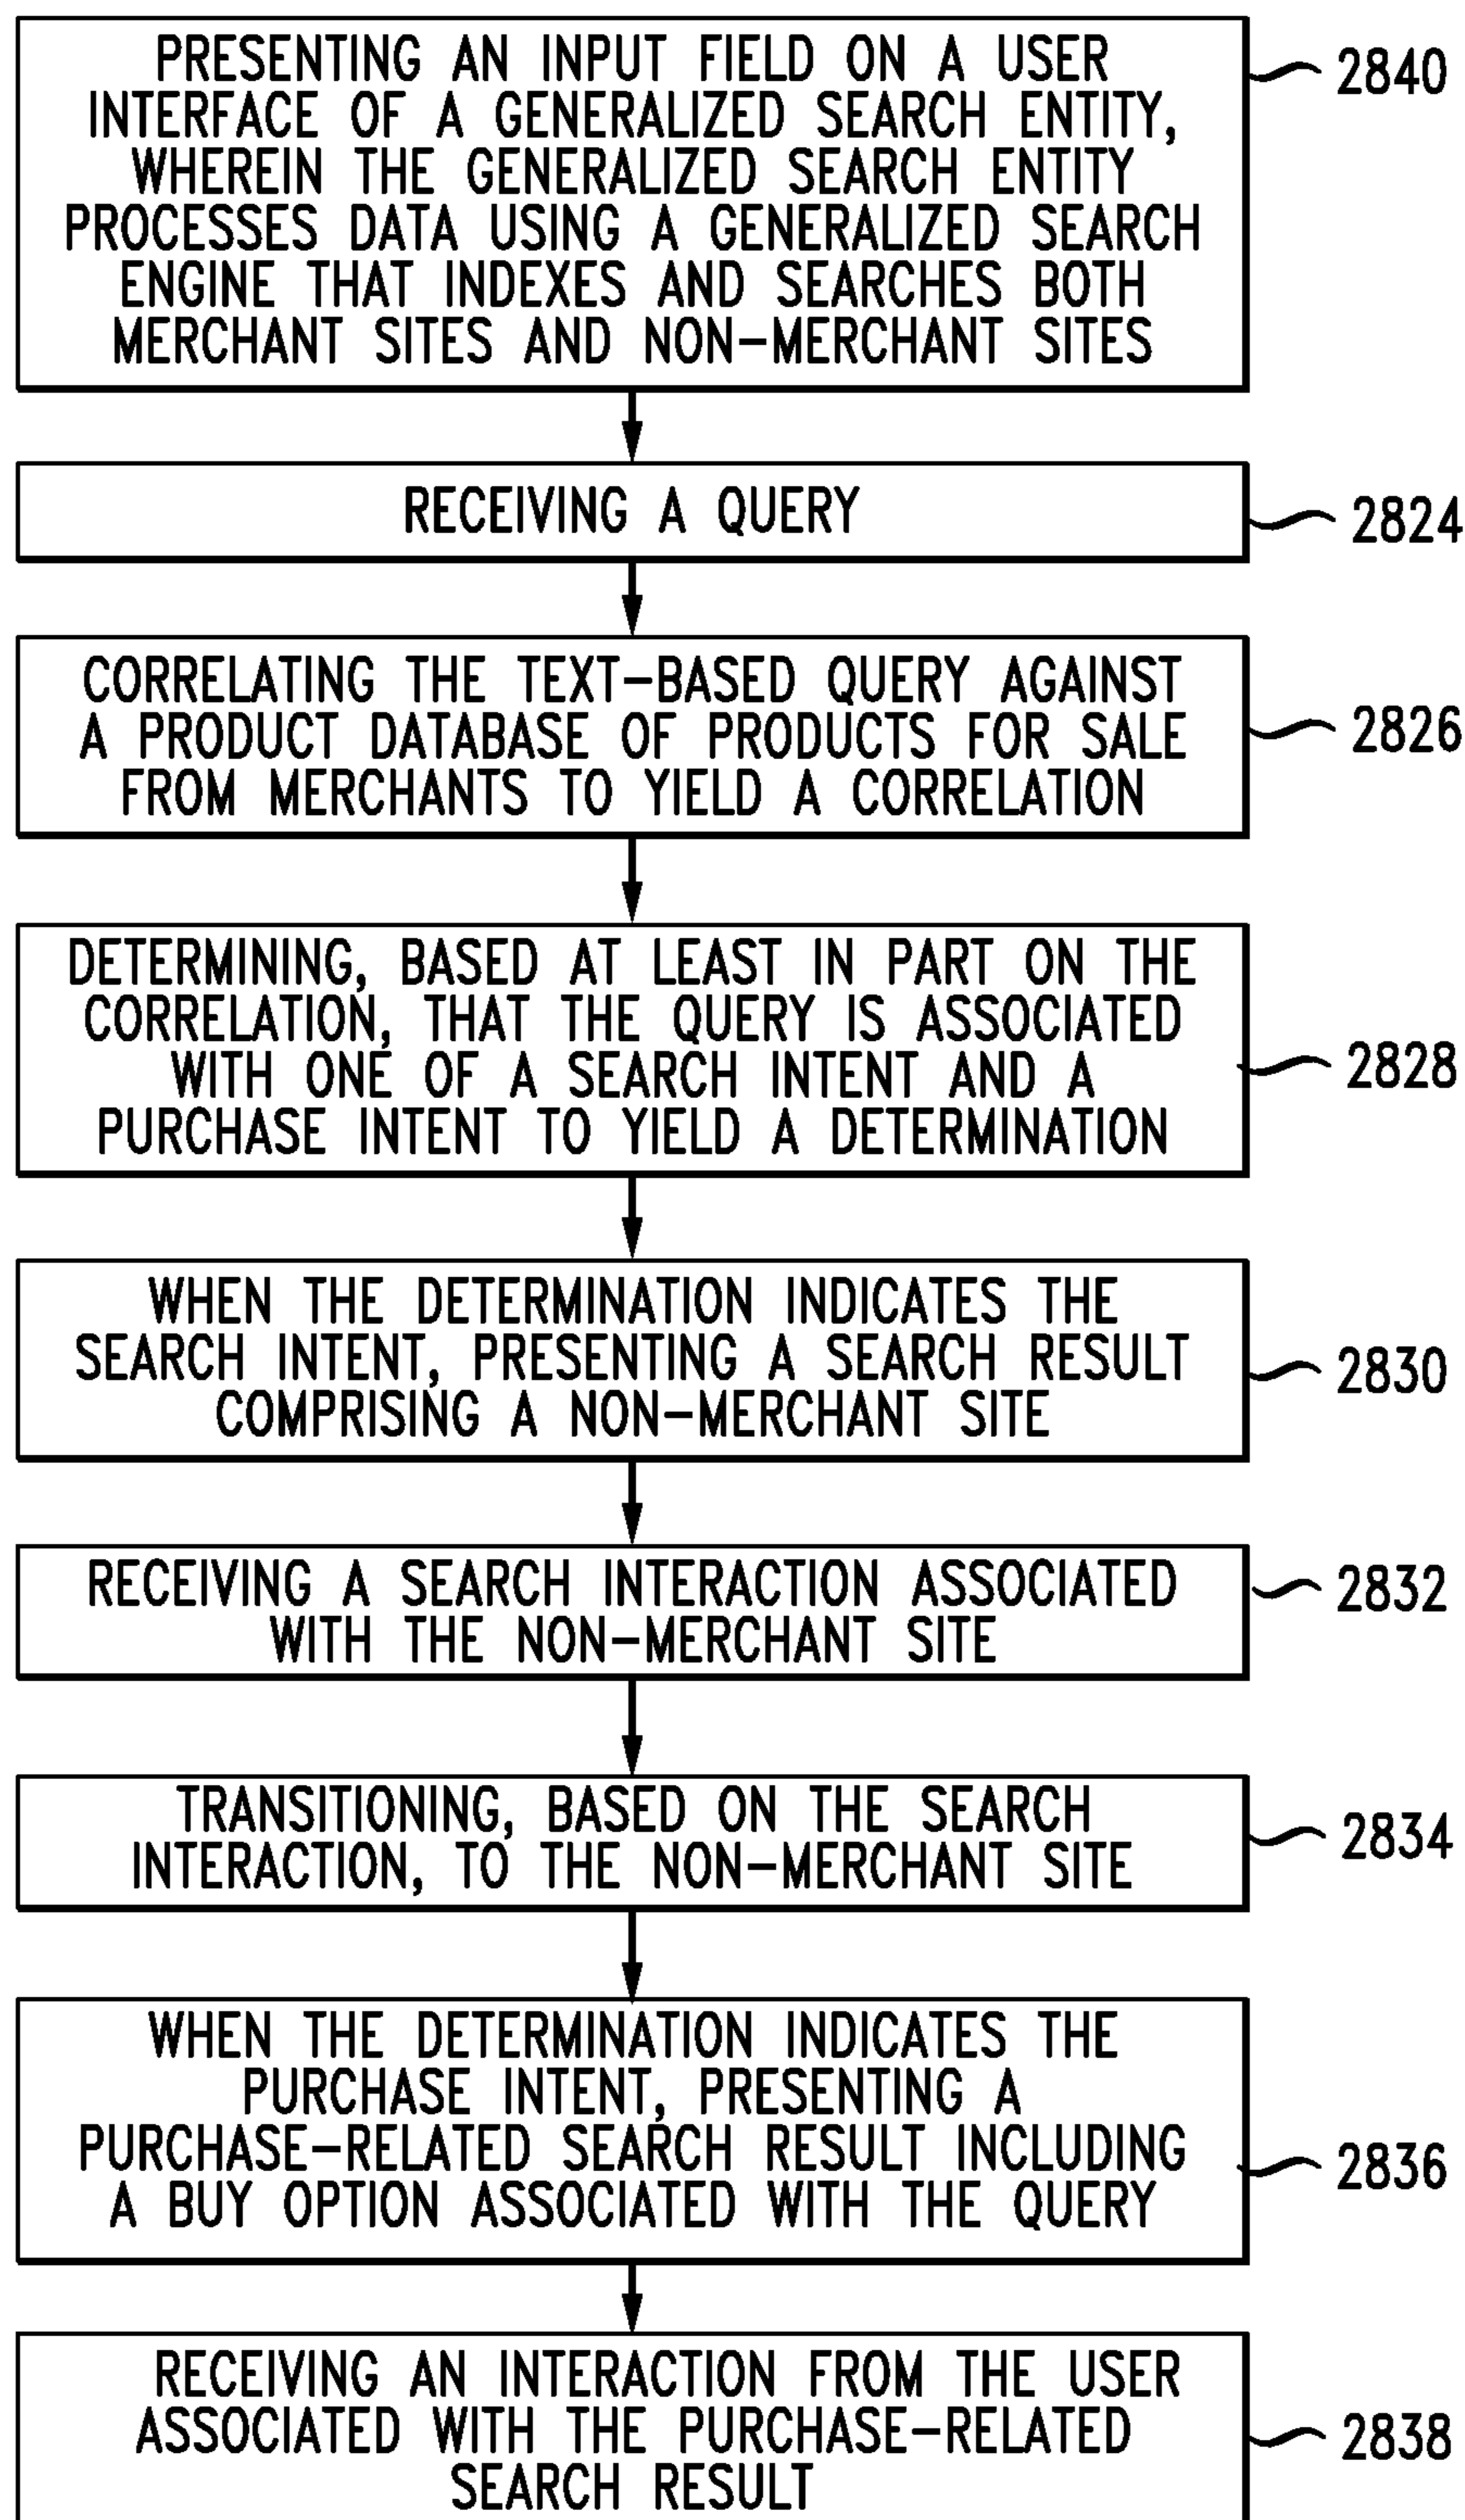 PRESENTING AN INPUT FIELD ON A USER
INTERFACE OF A GENERALIZED SEARCH ENTITY,
WHEREIN THE GENERALIZED SEARCH ENTITY
PROCESSES DATA USING A GENERALIZED SEARCH
ENGINE THAT INDEXES AND SEARCHES BOTH
MERCHANT SITES AND NON-MERCHANT SITES
2840
RECEIVING A QUERY
2824
CORRELATING THE TEXT-BASED QUERY AGAINST
A PRODUCT DATABASE OF PRODUCTS FOR SALE
FROM MERCHANTS TO YIELD A CORRELATION
2826
DETERMINING, BASED AT LEAST IN PART ON THE
CORRELATION, THAT THE QUERY IS ASSOCIATED
WITH ONE OF A SEARCH INTENT AND A
PURCHASE INTENT TO YIELD A DETERMINATION
2828
WHEN THE DETERMINATION INDICATES THE
SEARCH INTENT, PRESENTING A SEARCH RESULT
COMPRISING A NON-MERCHANT SITE
2830
RECEIVING A SEARCH INTERACTION ASSOCIATED
WITH THE NON-MERCHANT SITE
2832
TRANSITIONING, BASED ON THE SEARCH
INTERACTION, TO THE NON-MERCHANT SITE
2834
WHEN THE DETERMINATION INDICATES THE
PURCHASE INTENT, PRESENTING A
PURCHASE-RELATED SEARCH RESULT INCLUDING
A BUY OPTION ASSOCIATED WITH THE QUERY
2836
RECEIVING AN INTERACTION FROM THE USER
ASSOCIATED WITH THE PURCHASE-RELATED
SEARCH RESULT
2838